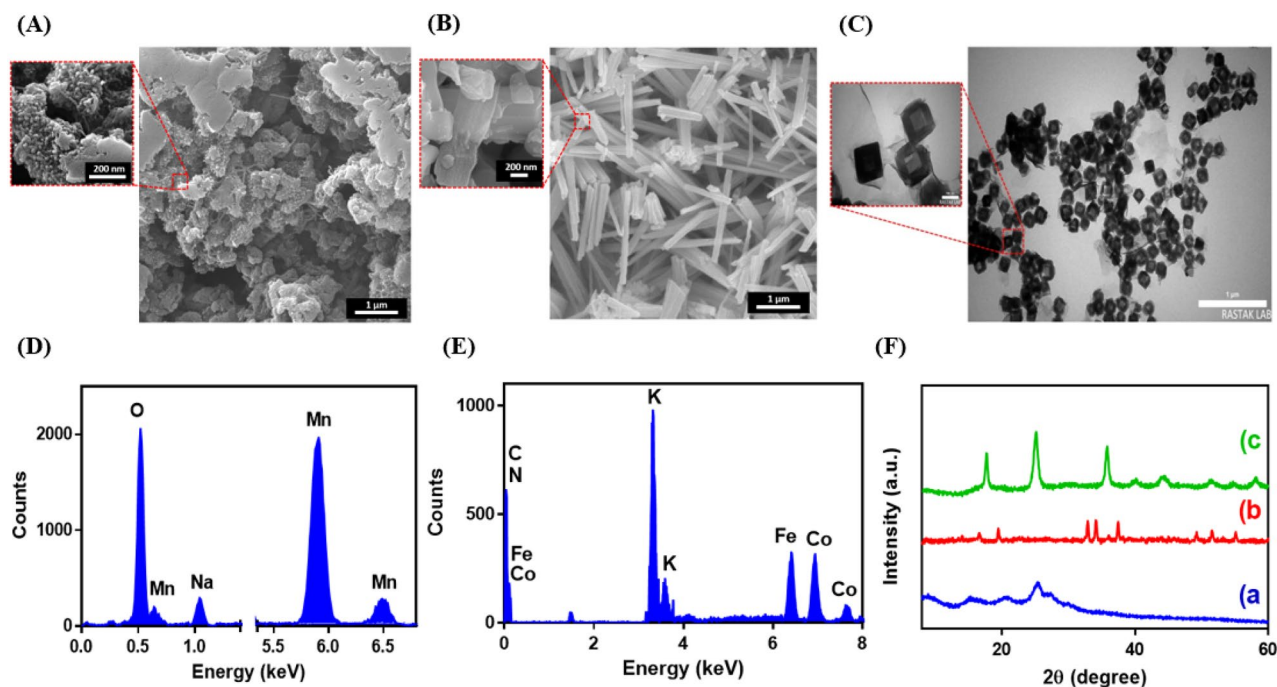 (A)
200 nm
1 μm
(B)
200 nm
1 μm
(C)
1 μm
RASTAK LAB
(D)
O
Mn
Na
Mn
Mn
2000
1000
0
0.0
0.5
1.0
5.5
6.0
6.5
Counts
Energy (keV)
(E)
K
C
N
K
Fe
Co
Fe
Co
Co
1000
500
0
0
2
4
6
8
Counts
Energy (keV)
(F)
(c
(b
(a
20
40
60
Intensity (a.u.)
2θ (degree)